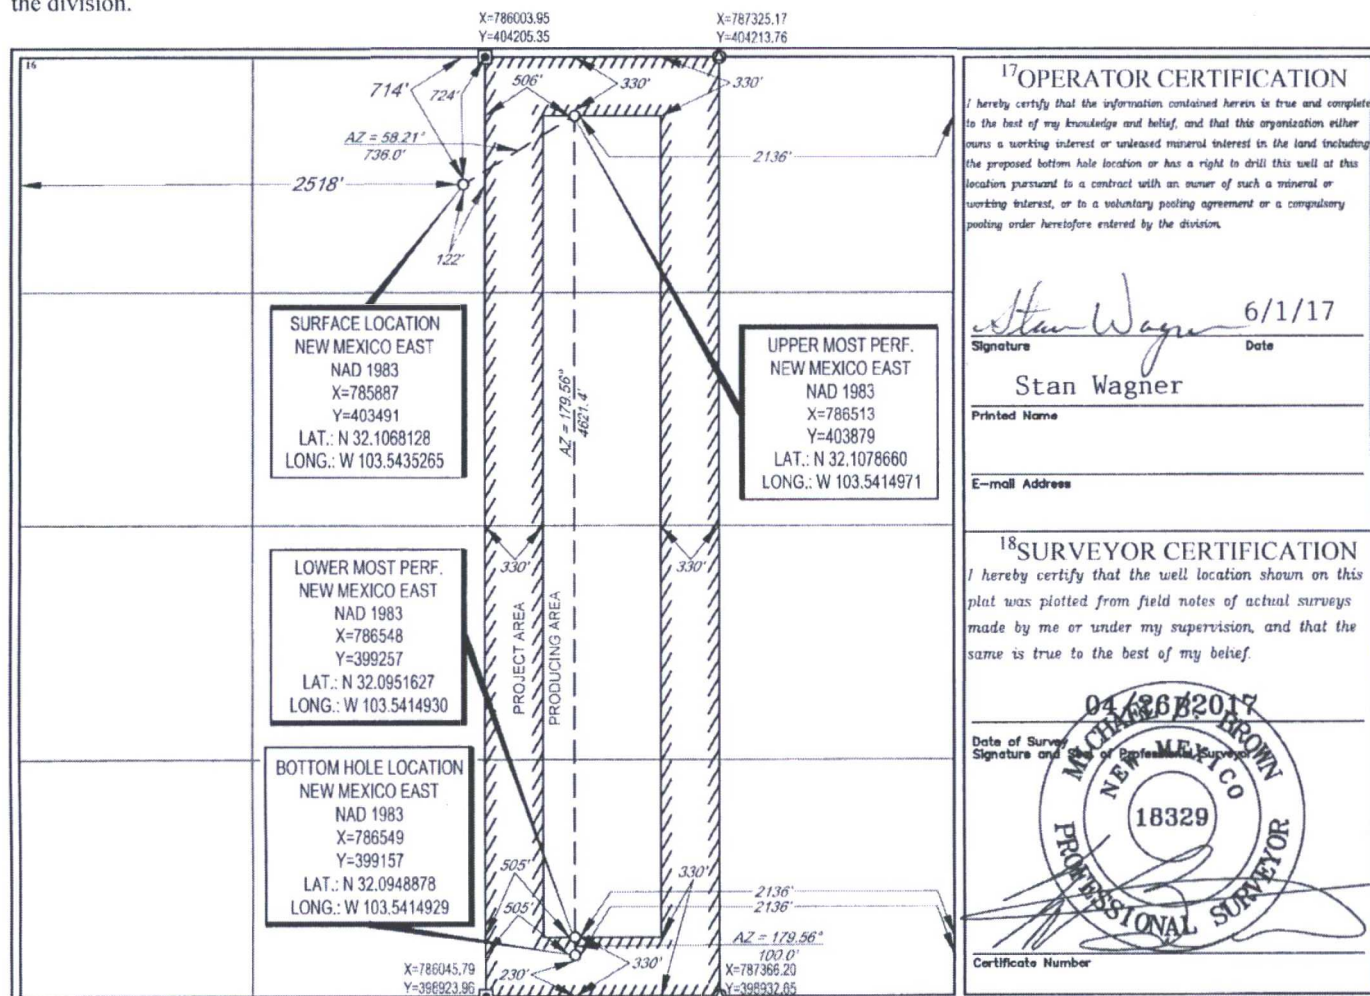 the division.
X=786003.95
Y=404205.35
X=787325.17
Y=404213.76
16
714'
724'
506'
330'
330'
AZ = 58.21°
736.0'
2136'
2518'
122'
SURFACE LOCATION
NEW MEXICO EAST
NAD 1983
X=785887
Y=403491
LAT.: N 32.1068128
LONG.: W 103.5435265
UPPER MOST PERF.
NEW MEXICO EAST
NAD 1983
X=786513
Y=403879
LAT.: N 32.1078660
LONG.: W 103.5414971
AZ = 179.56°
4621.4'
330'
330'
LOWER MOST PERF.
NEW MEXICO EAST
NAD 1983
X=786548
Y=399257
LAT.: N 32.0951627
LONG.: W 103.5414930
PROJECT AREA
PRODUCING AREA
BOTTOM HOLE LOCATION
NEW MEXICO EAST
NAD 1983
X=786549
Y=399157
LAT.: N 32.0948878
LONG.: W 103.5414929
505'
505'
330'
2136'
2136'
AZ = 179.56°
100.0'
230'
330'
X=786045.79
Y=398923.96
X=787366.20
Y=398932.65
17 OPERATOR CERTIFICATION
I hereby certify that the information contained herein is true and complete
to the best of my knowledge and belief, and that this organization either
owns a working interest or unleased mineral interest in the land including
the proposed bottom hole location or has a right to drill this well at this
location pursuant to a contract with an owner of such a mineral or
working interest, or to a voluntary pooling agreement or a compulsory
pooling order heretofore entered by the division.
Stan Wagner 6/1/17
Signature Date
Stan Wagner
Printed Name
E-mail Address
18 SURVEYOR CERTIFICATION
I hereby certify that the well location shown on this
plat was plotted from field notes of actual surveys
made by me or under my supervision, and that the
same is true to the best of my belief.
04/26/2017
Date of Survey
Signature and Seal of Professional Surveyor
MICHAEL B. BROWN
NEW MEXICO
18329
PROFESSIONAL SURVEYOR
Certificate Number